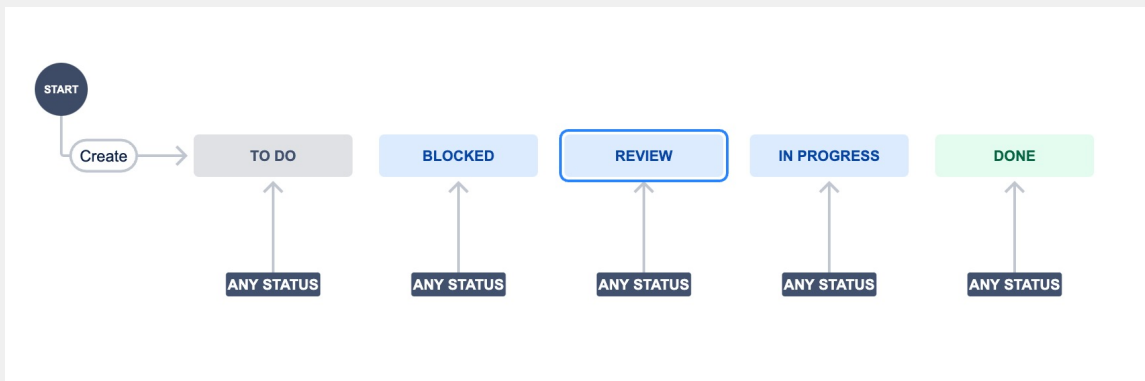 START
Create
TO DO
BLOCKED
REVIEW
IN PROGRESS
DONE
ANY STATUS
ANY STATUS
ANY STATUS
ANY STATUS
ANY STATUS